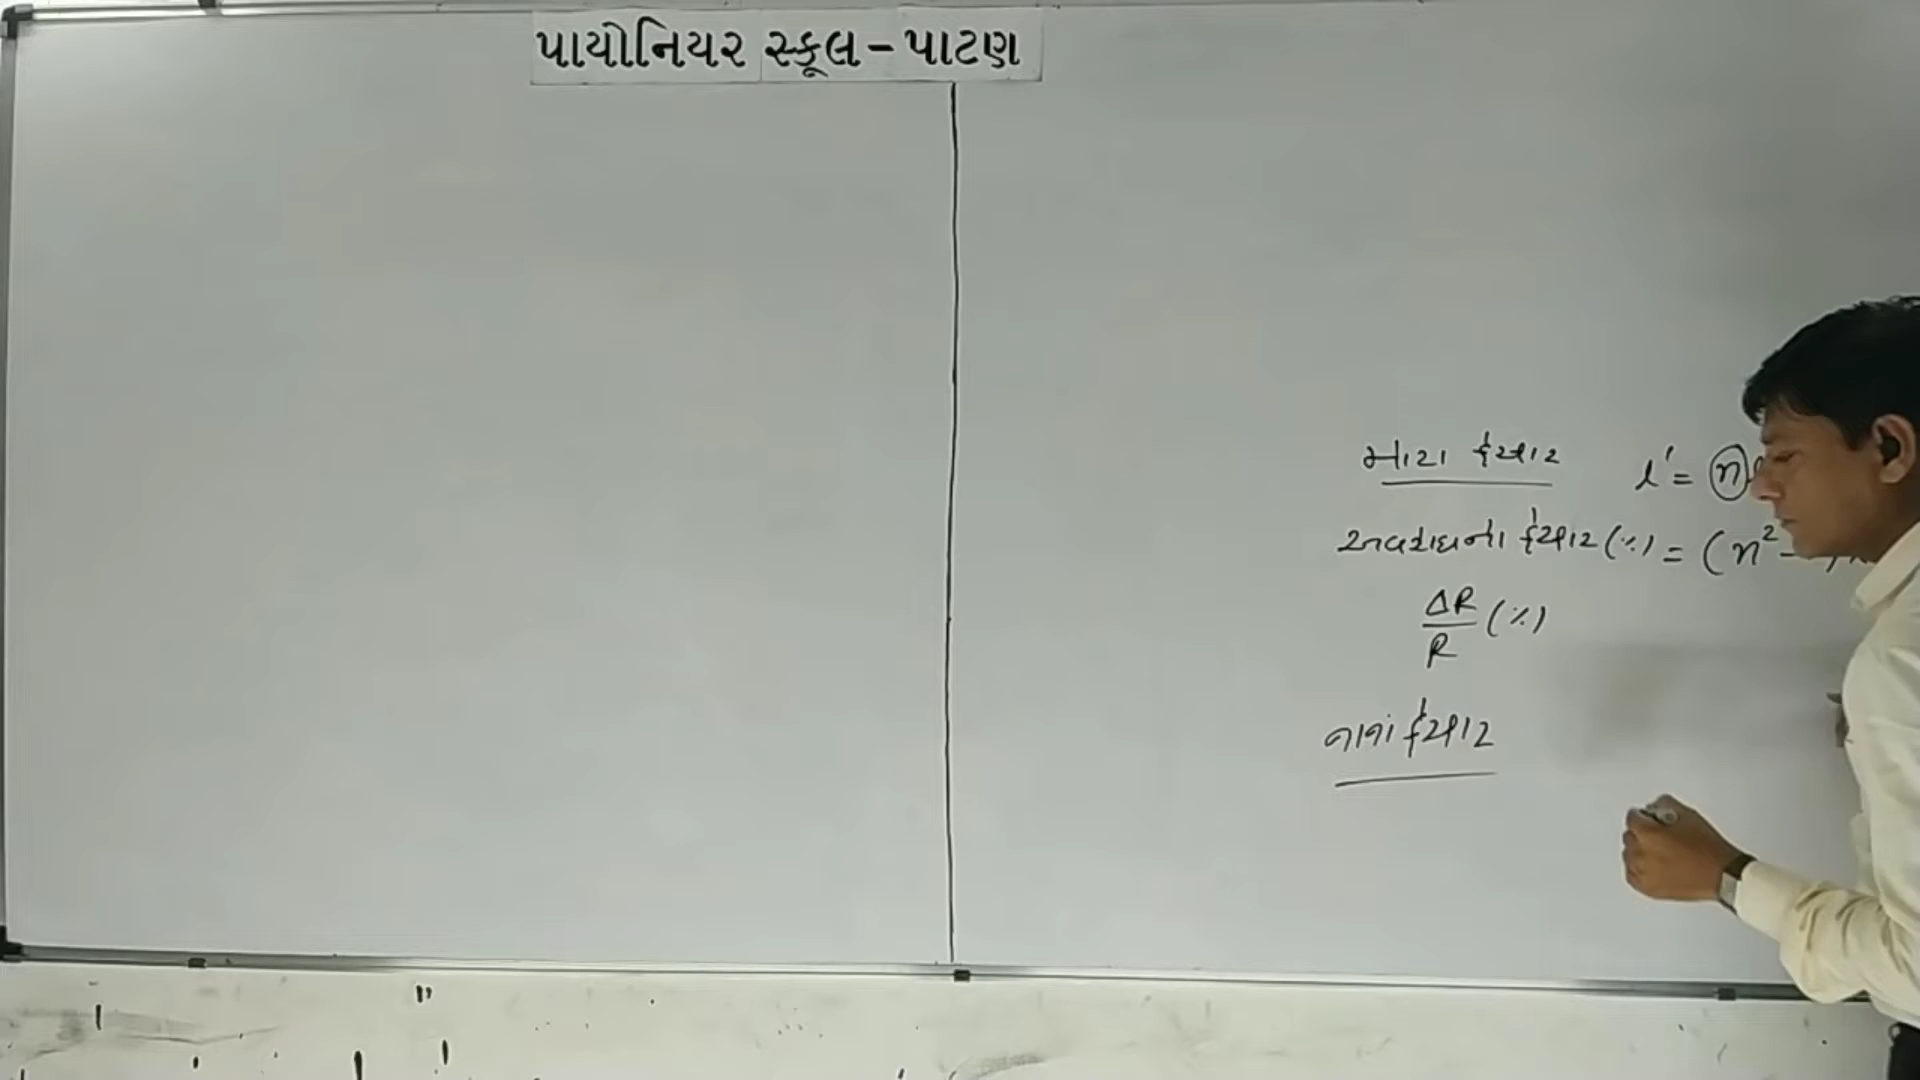 પાયોનિયર સ્કૂલ - પાટણ
મોટા ફેરફાર l' = n
અવરોધનો ફેરફાર (%) = (n² -
ΔR/R (%)
નાનાં ફેરફાર